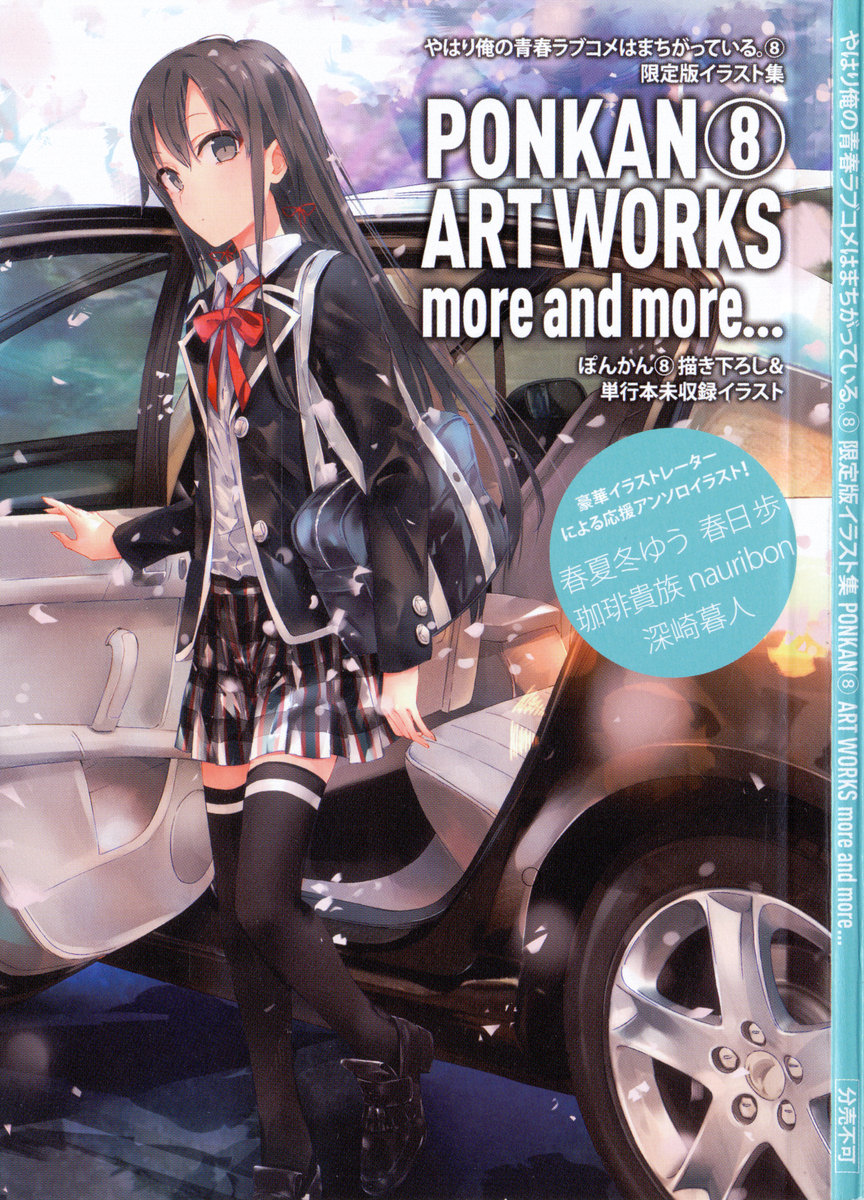 やはり俺の青春ラブコメはまちがっている。⑧
限定版イラスト集
PONKAN⑧
ART WORKS
more and more...
ぽんかん⑧ 描き下ろし&
単行本未収録イラスト
豪華イラストレーター
による応援アンソロイラスト!
春夏冬ゆう 春日歩
珈琲貴族 nauribon
深崎暮人
やはり俺の青春ラブコメはまちがっている。⑧ 限定版イラスト集 PONKAN⑧ ART WORKS more and more...
分売不可